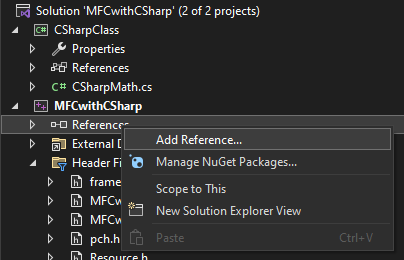 Solution 'MFCwithCSharp' (2 of 2 projects)
CSharpClass
Properties
References
C# CSharpMath.cs
MFCwithCSharp
References
Add Reference...
External D
Manage NuGet Packages...
Header Fi
Scope to This
frame
MFCw
New Solution Explorer View
MFCw
pch.h
Paste Ctrl+V
Resource.h